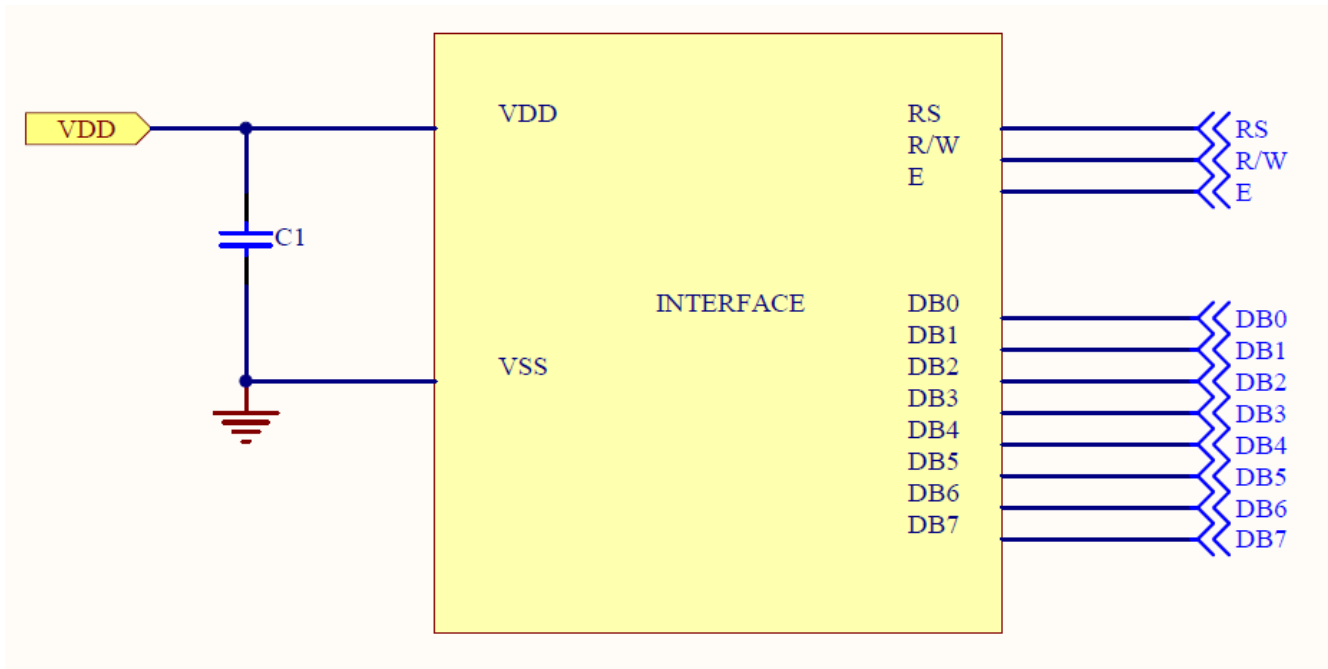 VDD
C1
VDD
VSS
INTERFACE
RS
R/W
E
DB0
DB1
DB2
DB3
DB4
DB5
DB6
DB7
RS
R/W
E
DB0
DB1
DB2
DB3
DB4
DB5
DB6
DB7